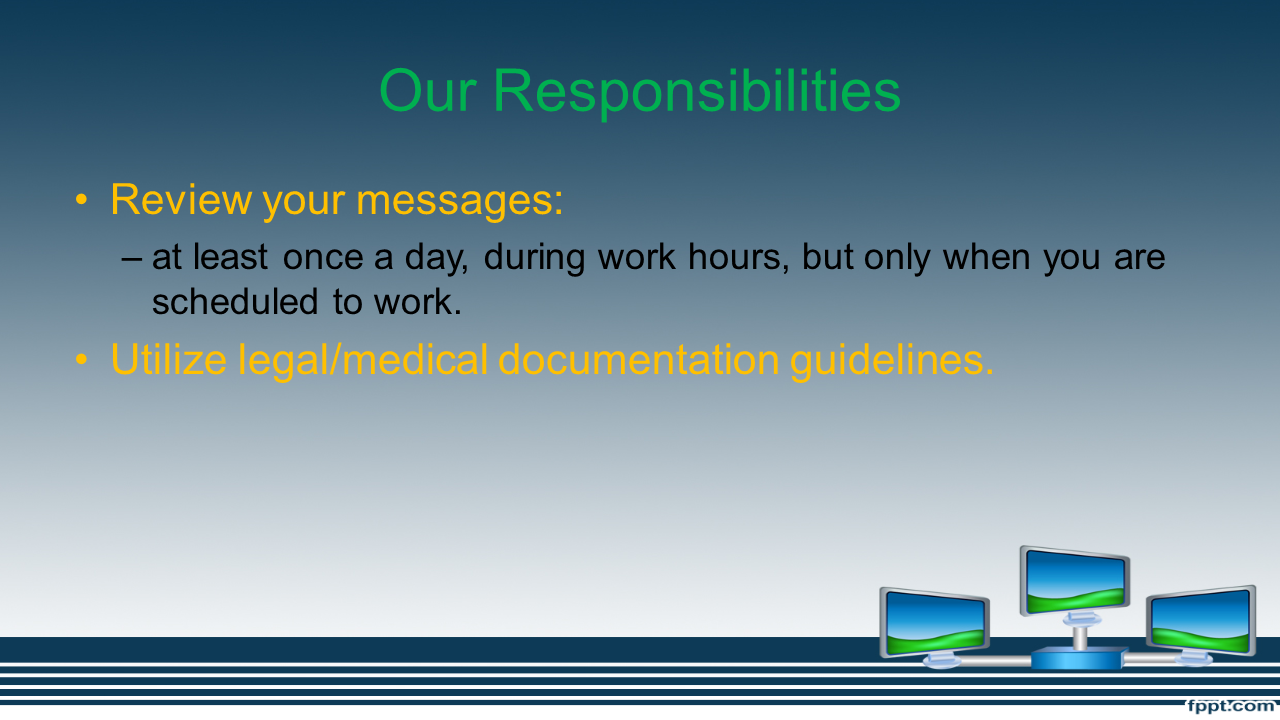 Our Responsibilities
• Review your messages:
– at least once a day, during work hours, but only when you are
scheduled to work.
• Utilize legal/medical documentation guidelines.
fppt.com